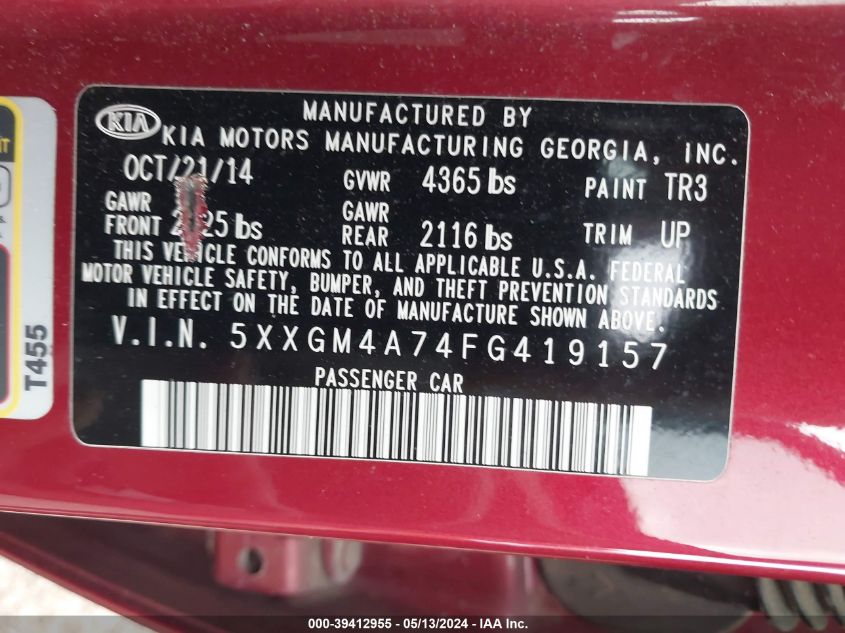 KIA
MANUFACTURED BY
KIA MOTORS MANUFACTURING GEORGIA, INC.
OCT/21/14 GVWR 4365 lbs PAINT TR3
GAWR FRONT lbs GAWR REAR 2116 lbs TRIM UP
THIS VEHICLE CONFORMS TO ALL APPLICABLE U.S.A. FEDERAL
MOTOR VEHICLE SAFETY, BUMPER, AND THEFT PREVENTION STANDARDS
IN EFFECT ON THE DATE OF MANUFACTURE SHOWN ABOVE.
V.I.N. 5XXGM4A74FG419157
PASSENGER CAR
T455
000-39412955 - 05/13/2024 - IAA Inc.